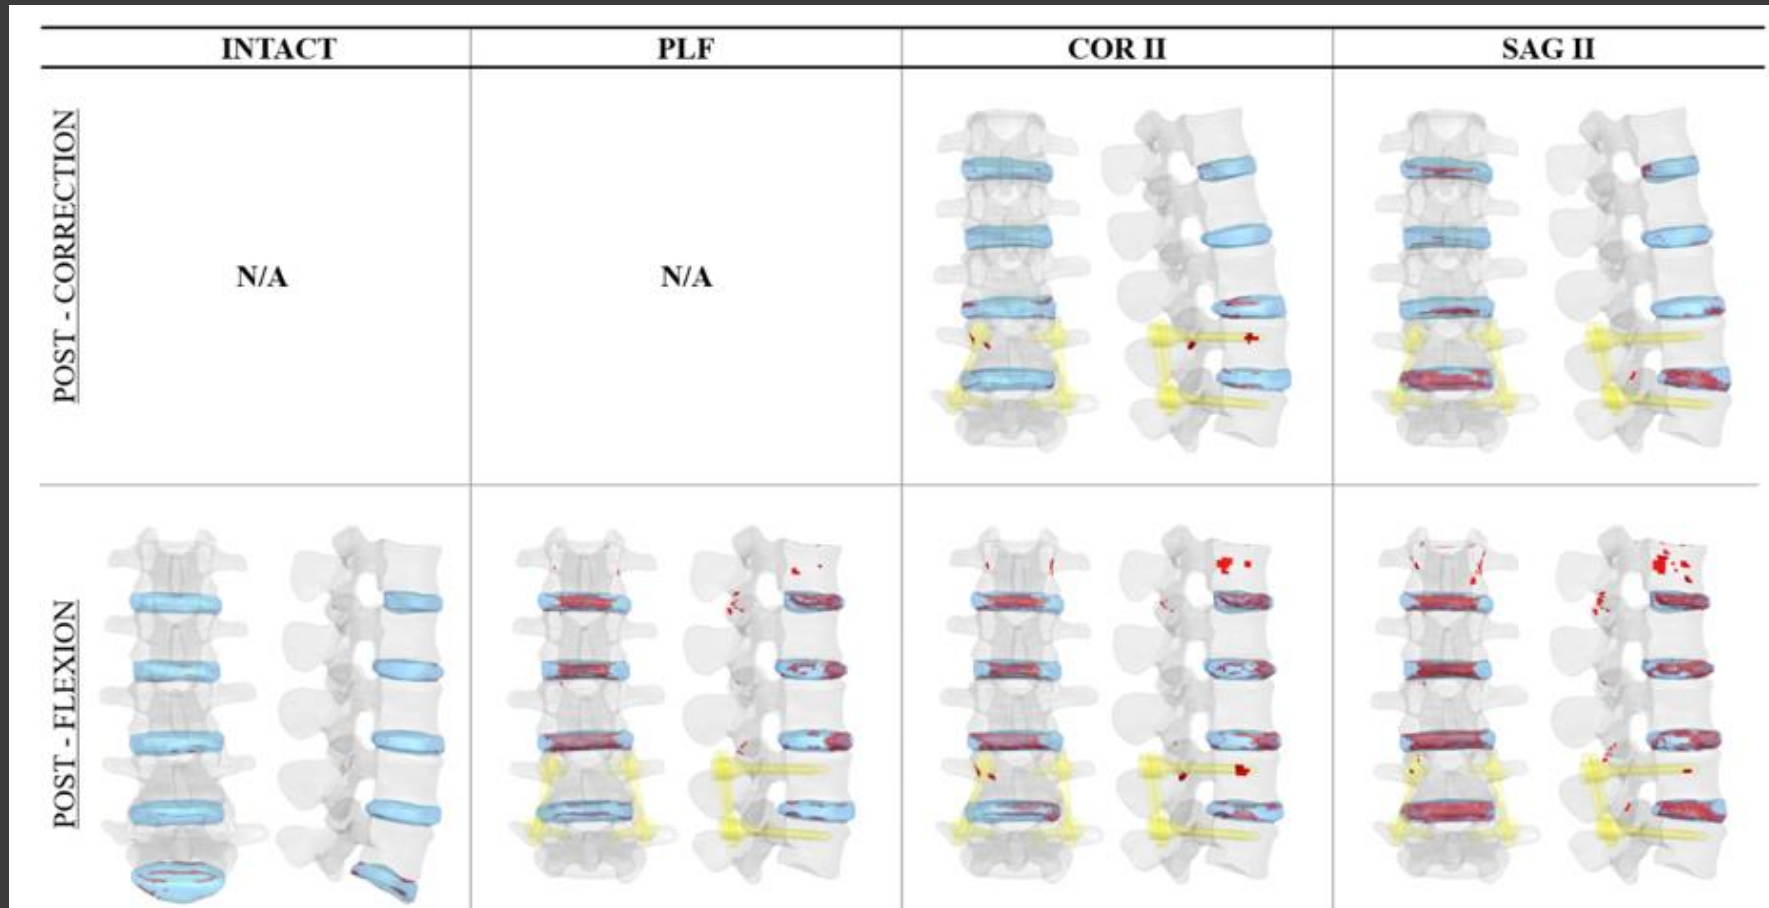 INTACT
PLF
COR II
SAG II
POST - CORRECTION
N/A
N/A
POST - FLEXION